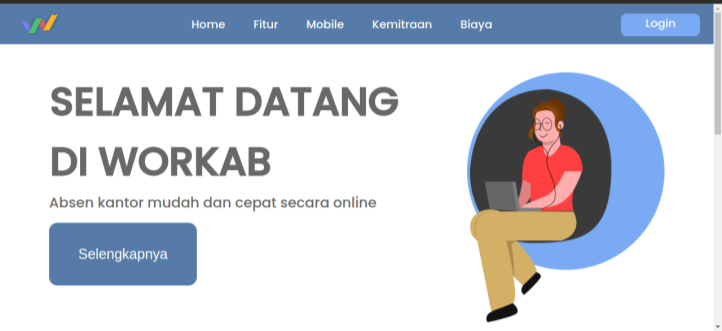 Home Fitur Mobile Kemitraan Biaya Login
SELAMAT DATANG
DI WORKAB
Absen kantor mudah dan cepat secara online
Selengkapnya